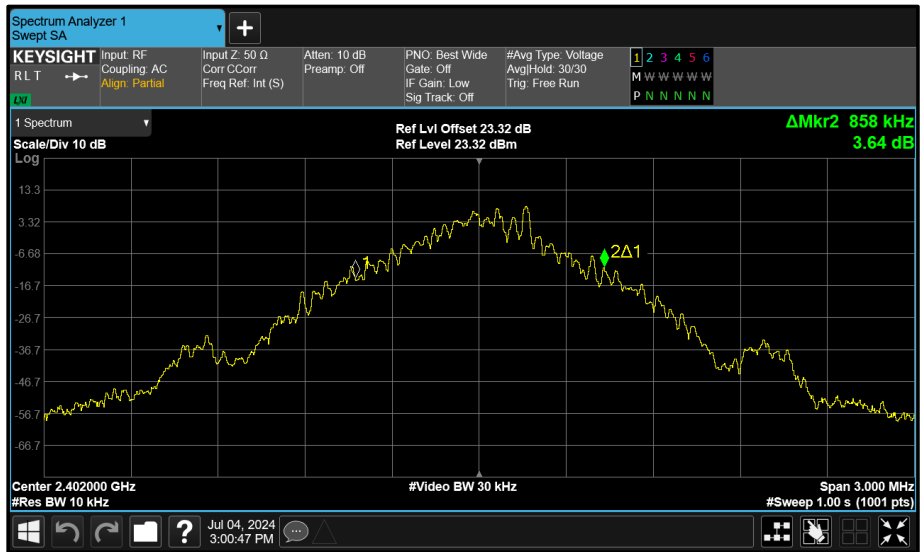 Spectrum Analyzer 1
Swept SA
KEYSIGHT
R L T
LXI
Input: RF
Coupling: AC
Align: Partial
Input Z: 50 Ω
Corr CCorr
Freq Ref: Int (S)
Atten: 10 dB
Preamp: Off
PNO: Best Wide
Gate: Off
IF Gain: Low
Sig Track: Off
#Avg Type: Voltage
Avg|Hold: 30/30
Trig: Free Run
1 2 3 4 5 6
M W W W W W W
P N N N N N N
1 Spectrum
Scale/Div 10 dB
Ref Lvl Offset 23.32 dB
Ref Level 23.32 dBm
ΔMkr2 858 kHz
3.64 dB
Log
13.3
3.32
-6.68
-16.7
-26.7
-36.7
-46.7
-56.7
-66.7
1
2Δ1
Center 2.402000 GHz
#Res BW 10 kHz
#Video BW 30 kHz
Span 3.000 MHz
#Sweep 1.00 s (1001 pts)
?
Jul 04, 2024
3:00:47 PM